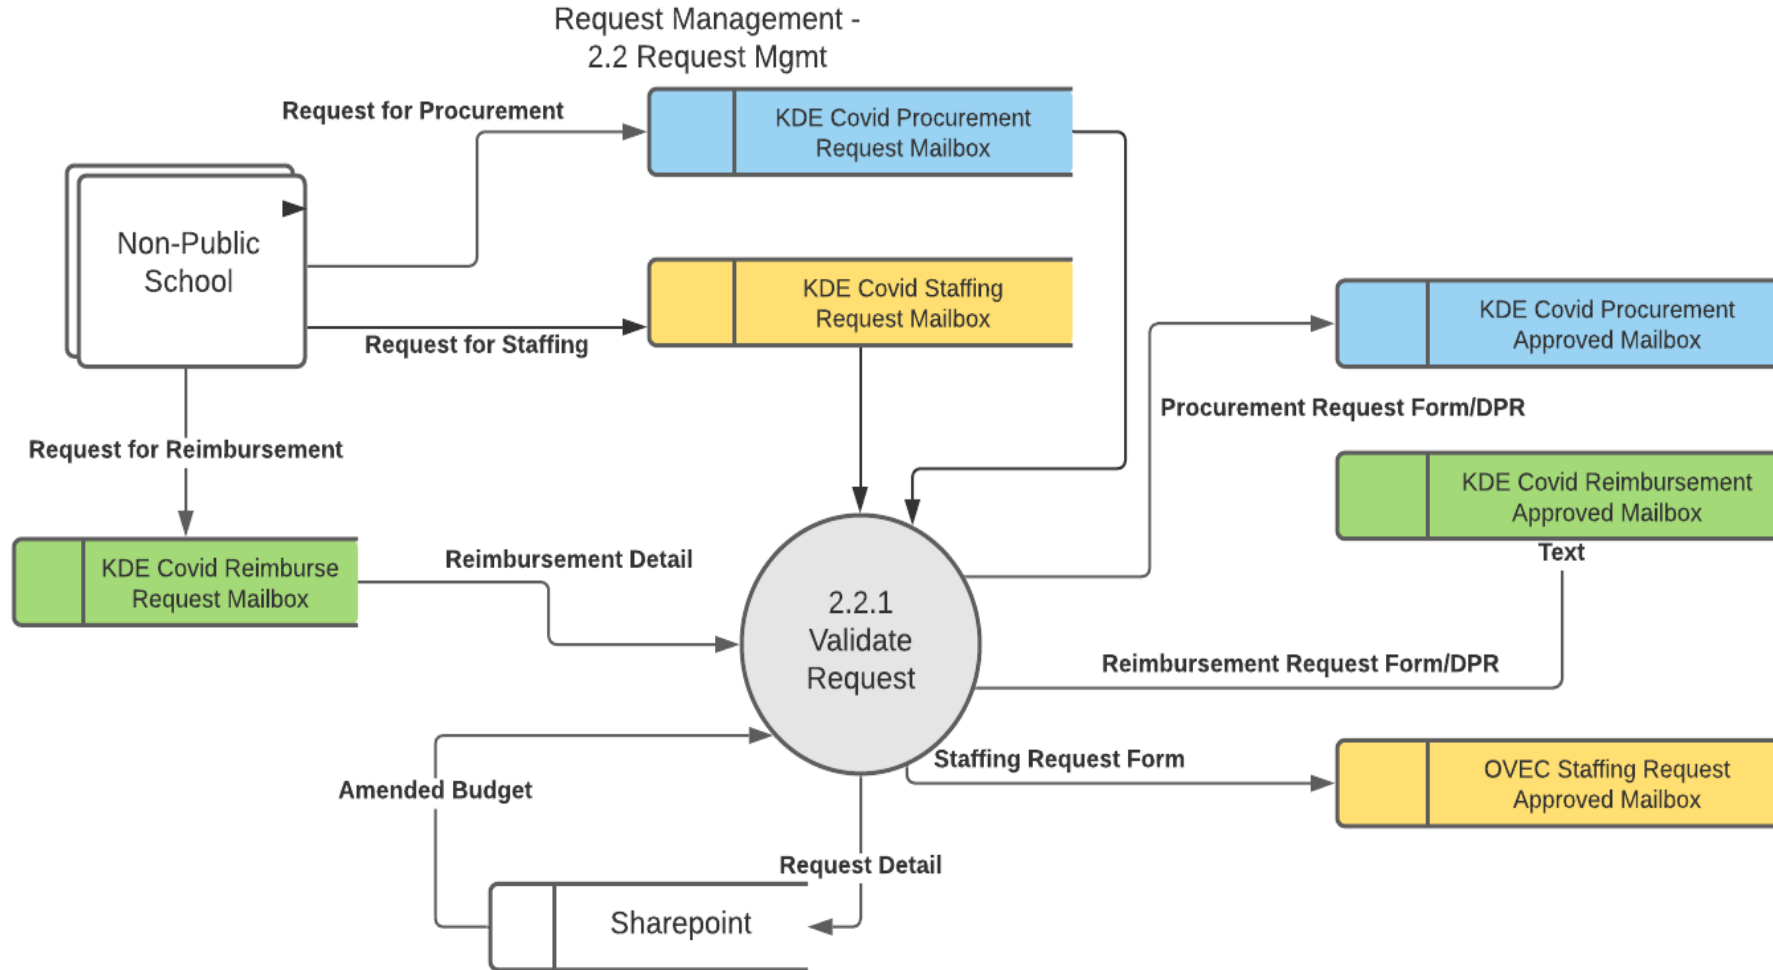 Request Management -
2.2 Request Mgmt
Request for Procurement
KDE Covid Procurement
Request Mailbox
Non-Public
School
KDE Covid Staffing
Request Mailbox
Request for Staffing
KDE Covid Procurement
Approved Mailbox
Procurement Request Form/DPR
Request for Reimbursement
KDE Covid Reimbursement
Approved Mailbox
Text
KDE Covid Reimburse
Request Mailbox
Reimbursement Detail
2.2.1
Validate
Request
Reimbursement Request Form/DPR
Staffing Request Form
OVEC Staffing Request
Approved Mailbox
Amended Budget
Request Detail
Sharepoint